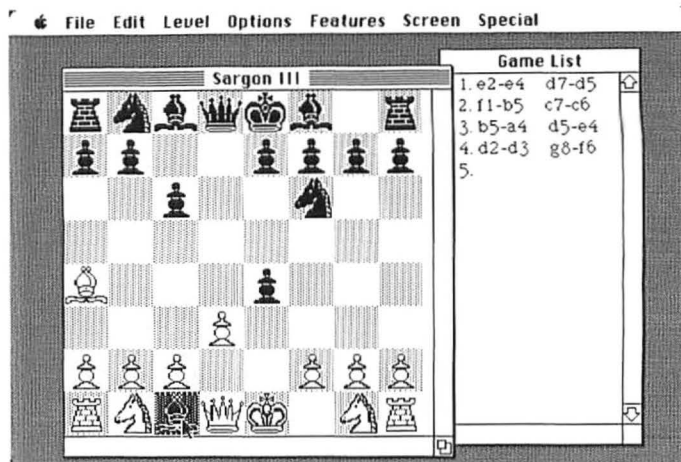 File Edit Level Options Features Screen Special
Sargon III
Game List
1. e2-e4 d7-d5
2. f1-b5 c7-c6
3. b5-a4 d5-e4
4. d2-d3 g8-f6
5.